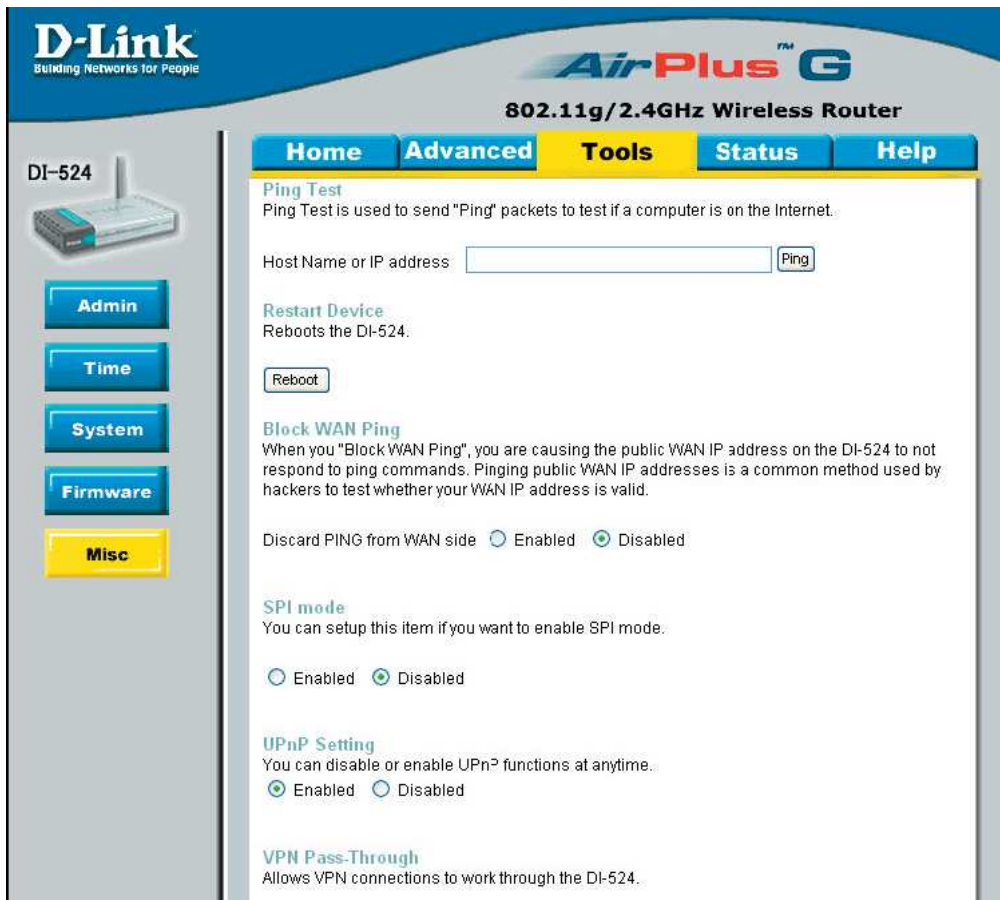 D-Link
Building Networks for People
AirPlus™ G
802.11g/2.4GHz Wireless Router
DI-524
Home
Advanced
Tools
Status
Help
Admin
Time
System
Firmware
Misc
Ping Test
Ping Test is used to send "Ping" packets to test if a computer is on the Internet.
Host Name or IP address
Ping
Restart Device
Reboots the DI-524.
Reboot
Block WAN Ping
When you "Block WAN Ping", you are causing the public WAN IP address on the DI-524 to not
respond to ping commands. Pinging public WAN IP addresses is a common method used by
hackers to test whether your WAN IP address is valid.
Discard PING from WAN side Enabled Disabled
SPI mode
You can setup this item if you want to enable SPI mode.
Enabled Disabled
UPnP Setting
You can disable or enable UPnP functions at anytime.
Enabled Disabled
VPN Pass-Through
Allows VPN connections to work through the DI-524.